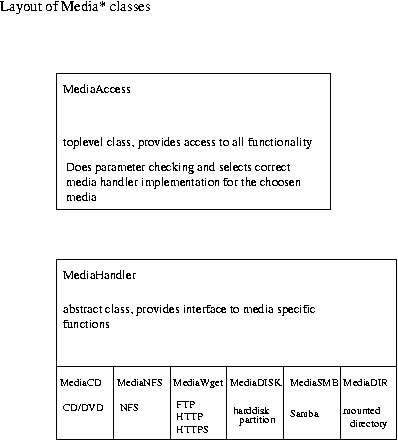 Layout of Media* classes
MediaAccess
toplevel class, provides access to all functionality
Does parameter checking and selects correct
media handler implementation for the choosen
media
MediaHandler
abstract class, provides interface to media specific
functions
MediaCD
CD/DVD
MediaNFS
NFS
MediaWget
FTP
HTTP
HTTPS
MediaDISK
harddisk
partition
MediaSMB
Samba
MediaDIR
mounted
directory